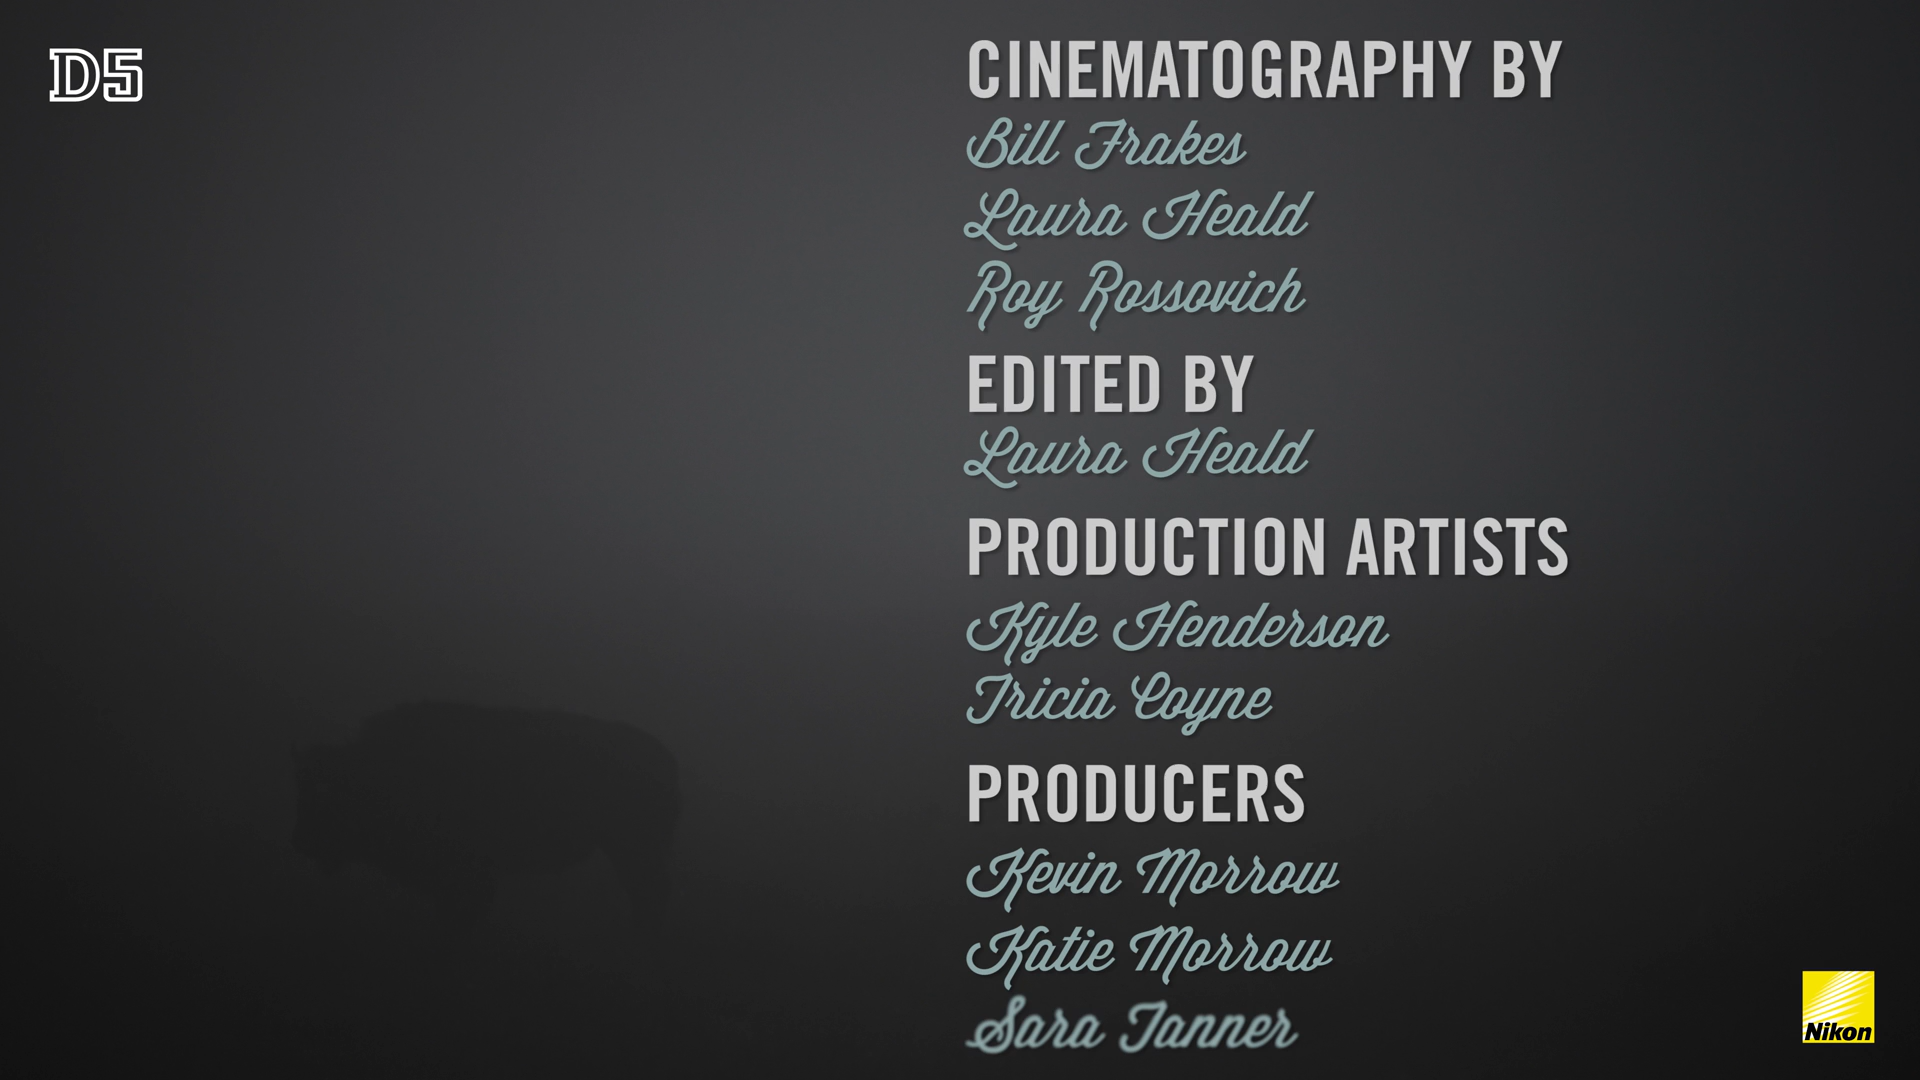 D5
CINEMATOGRAPHY BY
Bill Frakes
Laura Heald
Roy Rossovich
EDITED BY
Laura Heald
PRODUCTION ARTISTS
Kyle Henderson
Tricia Coyne
PRODUCERS
Kevin Morrow
Katie Morrow
Sara Tanner
Nikon